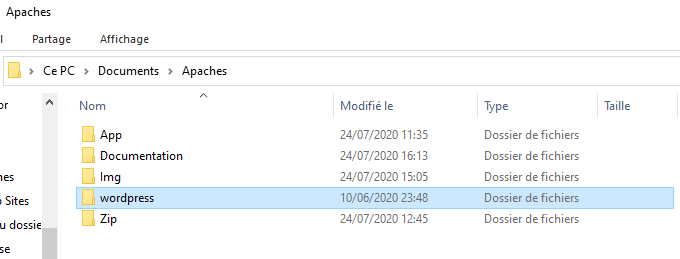 Apaches
l Partage Affichage
Ce PC > Documents > Apaches
Nom Modifié le Type Taille
App 24/07/2020 11:35 Dossier de fichiers
Documentation 24/07/2020 16:13 Dossier de fichiers
Img 24/07/2020 15:05 Dossier de fichiers
wordpress 10/06/2020 23:48 Dossier de fichiers
Zip 24/07/2020 12:45 Dossier de fichiers
or
nes
Sites
u dossie
se